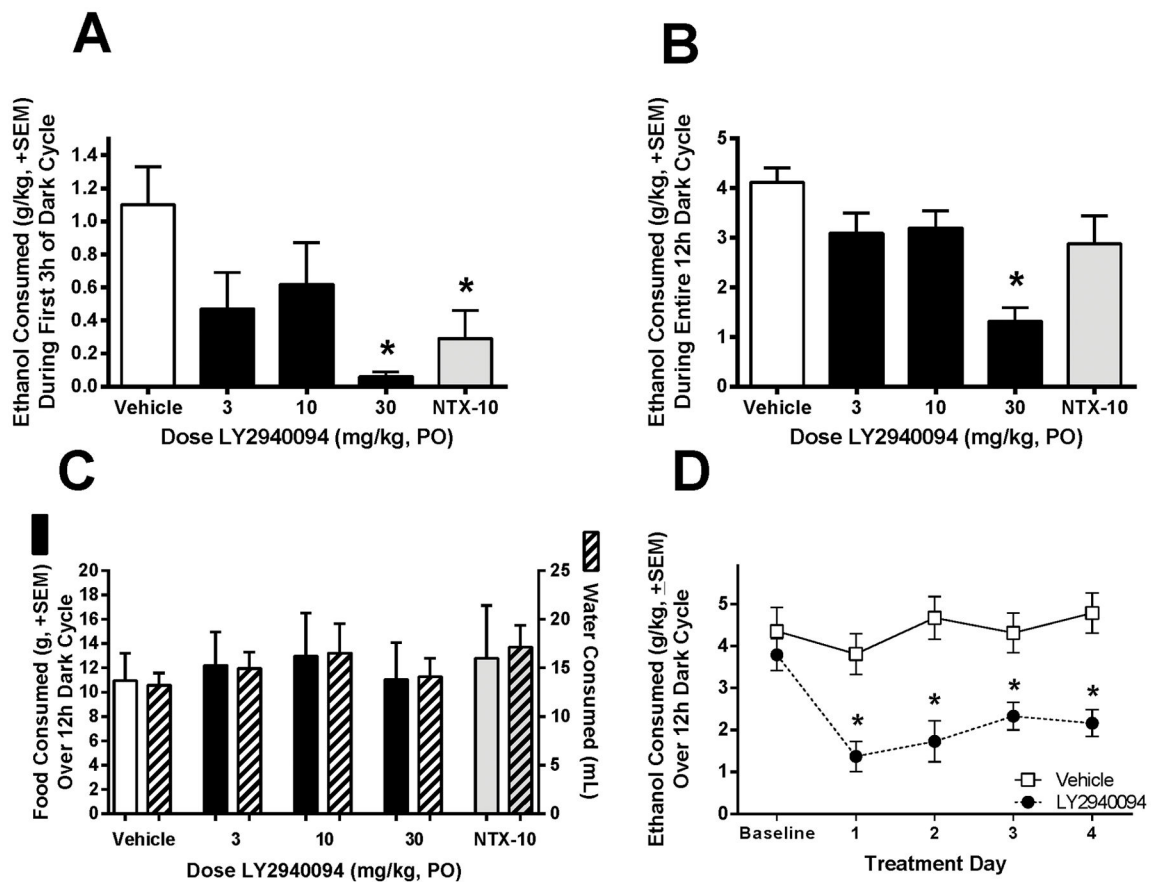 A
Ethanol Consumed (g/kg, +SEM)
During First 3h of Dark Cycle
1.4
1.2
1.0
0.8
0.6
0.4
0.2
0.0
*
*
Vehicle 3 10 30 NTX-10
Dose LY2940094 (mg/kg, PO)
B
Ethanol Consumed (g/kg, +SEM)
During Entire 12h Dark Cycle
5
4
3
2
1
0
*
Vehicle 3 10 30 NTX-10
Dose LY2940094 (mg/kg, PO)
C
Food Consumed (g, +SEM)
Over 12h Dark Cycle
20
18
16
14
12
10
8
6
4
2
0
25
20
15
10
5
0
Water Consumed (mL)
Vehicle 3 10 30 NTX-10
Dose LY2940094 (mg/kg, PO)
D
Ethanol Consumed (g/kg, ±SEM)
Over 12h Dark Cycle
5
4
3
2
1
0
* * * *
Vehicle
LY2940094
Baseline 1 2 3 4
Treatment Day